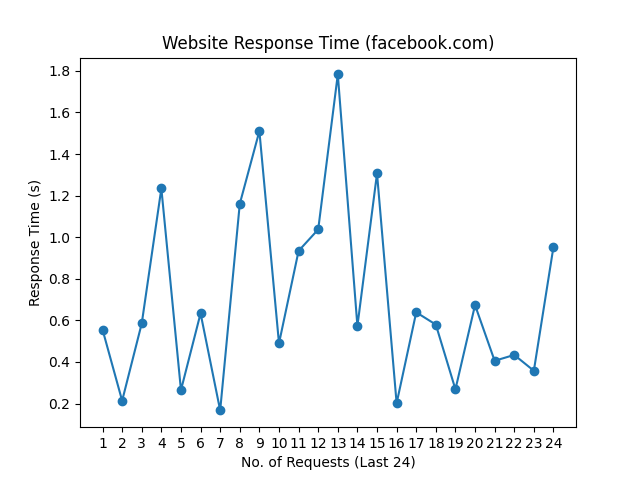 Website Response Time (facebook.com)
Response Time (s)
1.8
1.6
1.4
1.2
1.0
0.8
0.6
0.4
0.2
1 2 3 4 5 6 7 8 9 10 11 12 13 14 15 16 17 18 19 20 21 22 23 24
No. of Requests (Last 24)